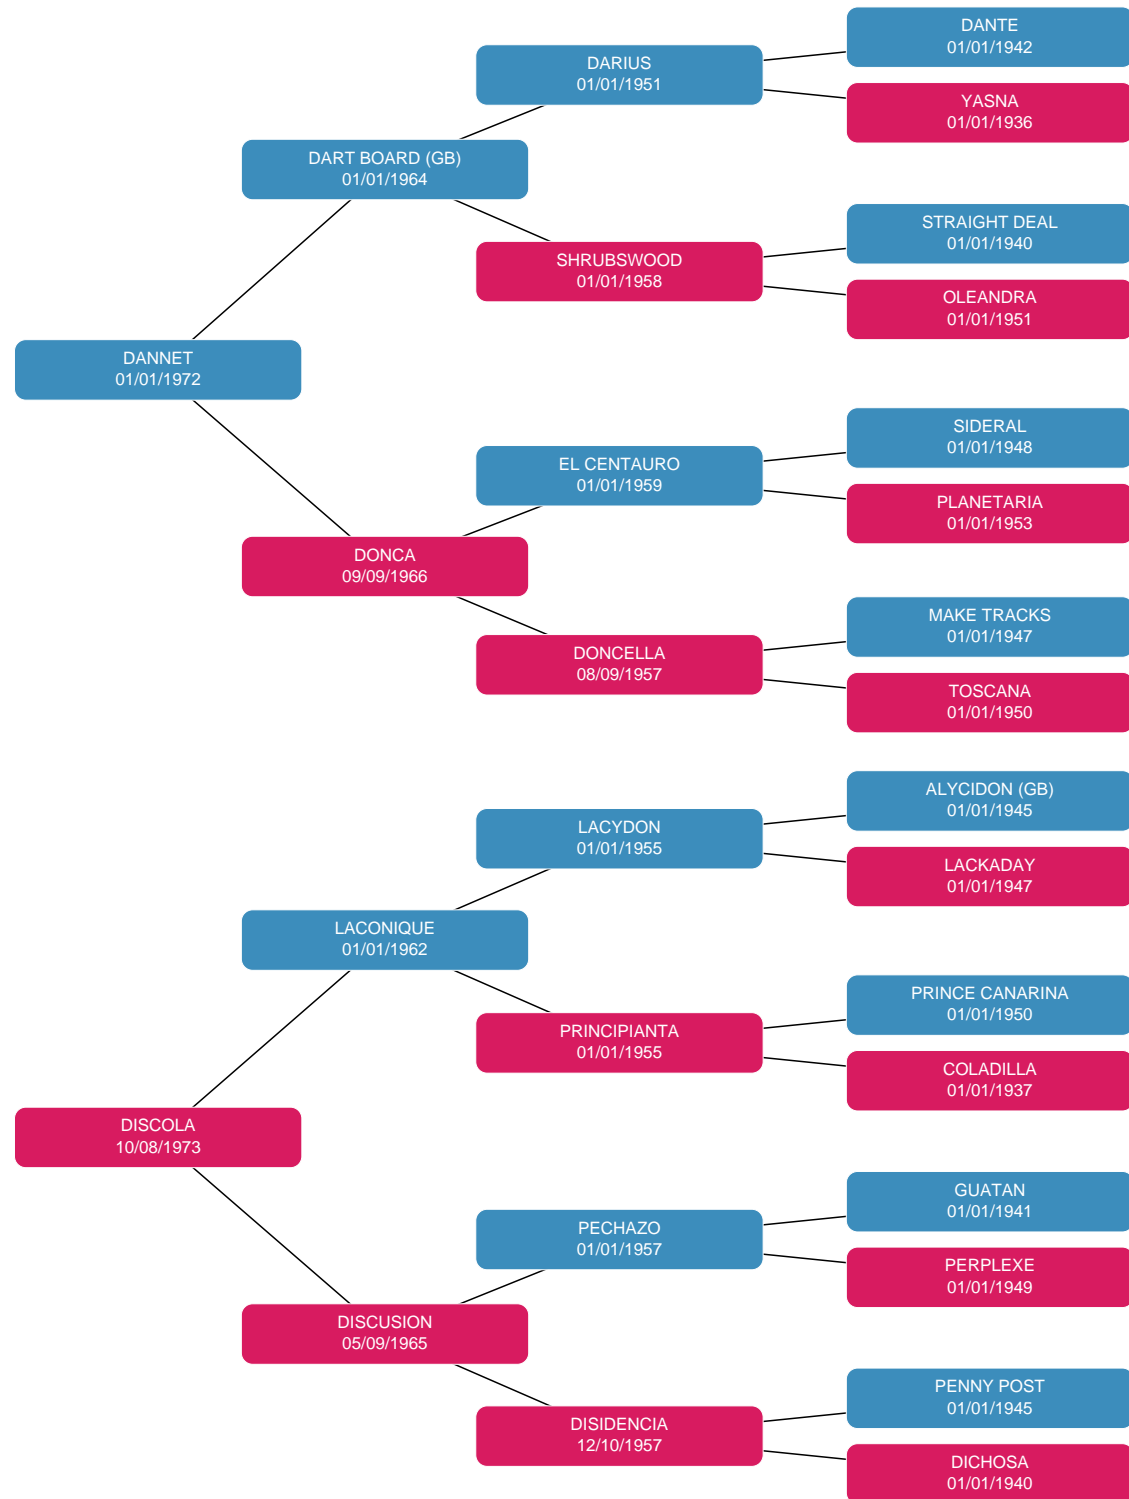 DANTE
01/01/1942
DARIUS
01/01/1951
YASNA
01/01/1936
DART BOARD (GB)
01/01/1964
STRAIGHT DEAL
01/01/1940
SHRUBSWOOD
01/01/1958
OLEANDRA
01/01/1951
DANNET
01/01/1972
SIDERAL
01/01/1948
EL CENTAURO
01/01/1959
PLANETARIA
01/01/1953
DONCA
09/09/1966
MAKE TRACKS
01/01/1947
DONCELLA
08/09/1957
TOSCANA
01/01/1950
ALYCIDON (GB)
01/01/1945
LACYDON
01/01/1955
LACKADAY
01/01/1947
LACONIQUE
01/01/1962
PRINCE CANARINA
01/01/1950
PRINCIPIANTA
01/01/1955
COLADILLA
01/01/1937
DISCOLA
10/08/1973
GUATAN
01/01/1941
PECHAZO
01/01/1957
PERPLEXE
01/01/1949
DISCUSION
05/09/1965
PENNY POST
01/01/1945
DISIDENCIA
12/10/1957
DICHOSA
01/01/1940